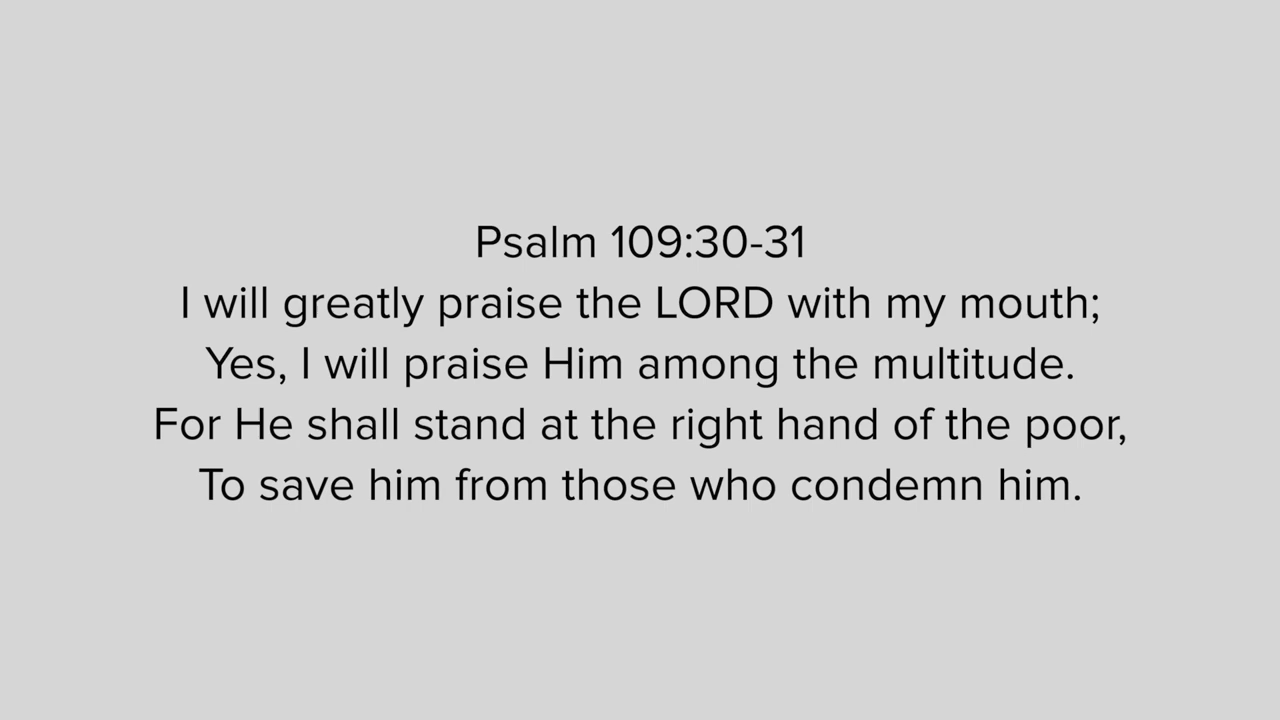 Psalm 109:30-31
I will greatly praise the LORD with my mouth;
Yes, I will praise Him among the multitude.
For He shall stand at the right hand of the poor,
To save him from those who condemn him.